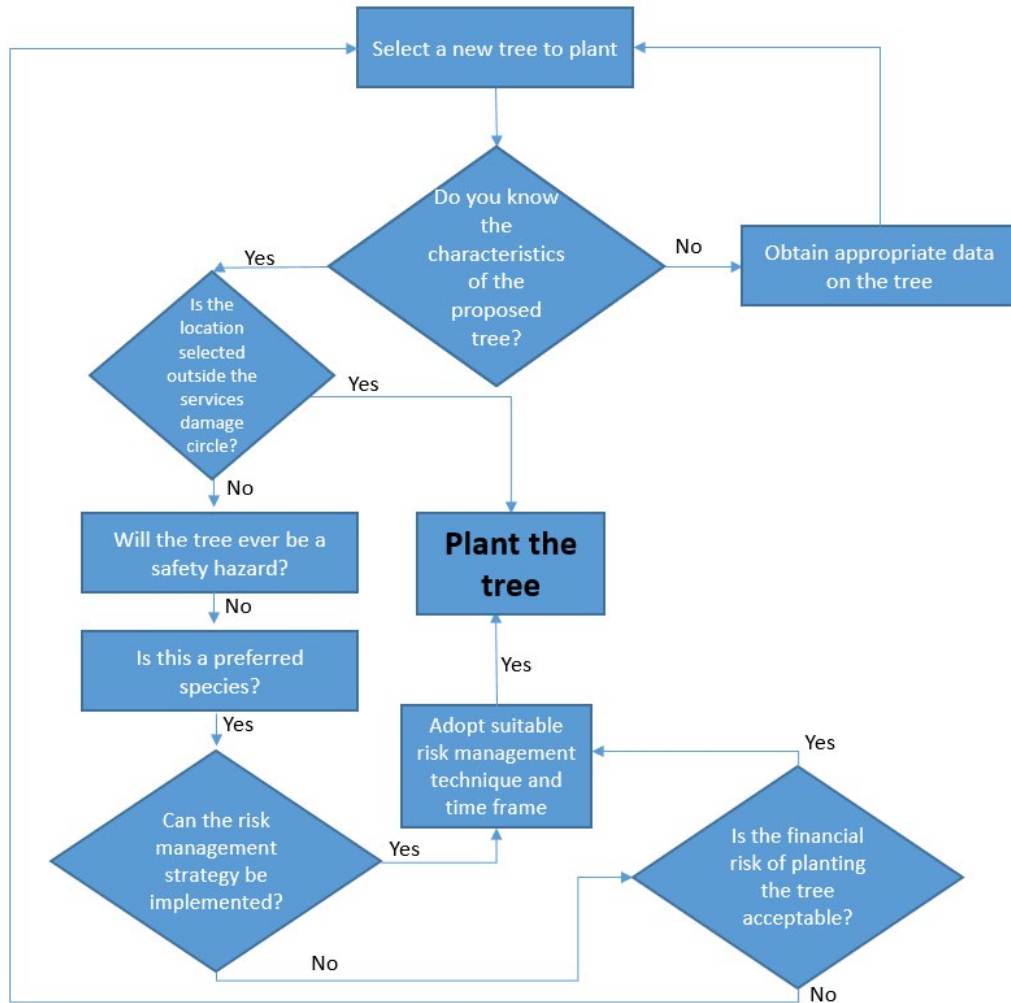 Select a new tree to plant
Do you know
the
characteristics
of the
proposed
tree?
No
Obtain appropriate data
on the tree
Yes
Is the
location
selected
outside the
services
damage
circle?
Yes
No
Will the tree ever be a
safety hazard?
Plant the
tree
No
Is this a preferred
species?
Yes
Yes
Adopt suitable
risk management
technique and
time frame
Yes
Can the risk
management
strategy be
implemented?
Yes
Is the financial
risk of planting
the tree
acceptable?
No
No